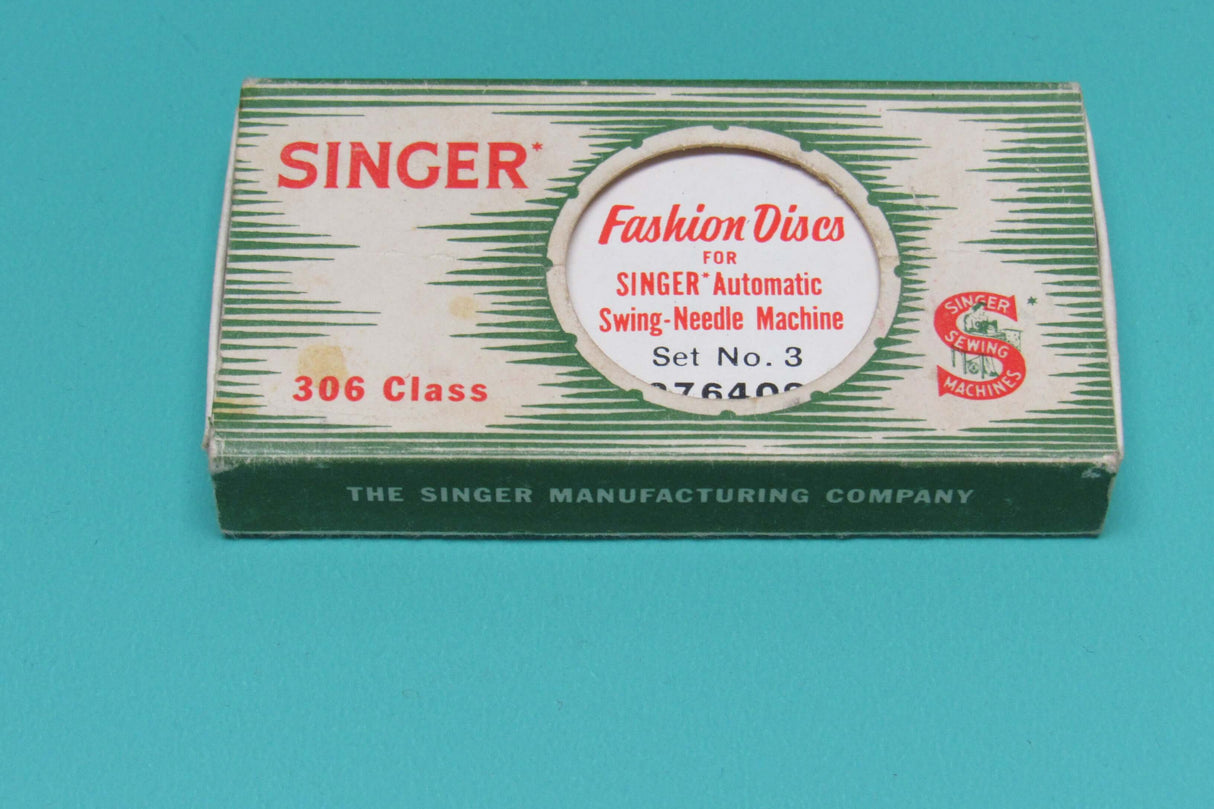 SINGER*
Fashion Discs
FOR
SINGER* Automatic
Swing-Needle Machine
Set No. 3
306 Class
SINGER
SEWING
MACHINES
*
THE SINGER MANUFACTURING COMPANY